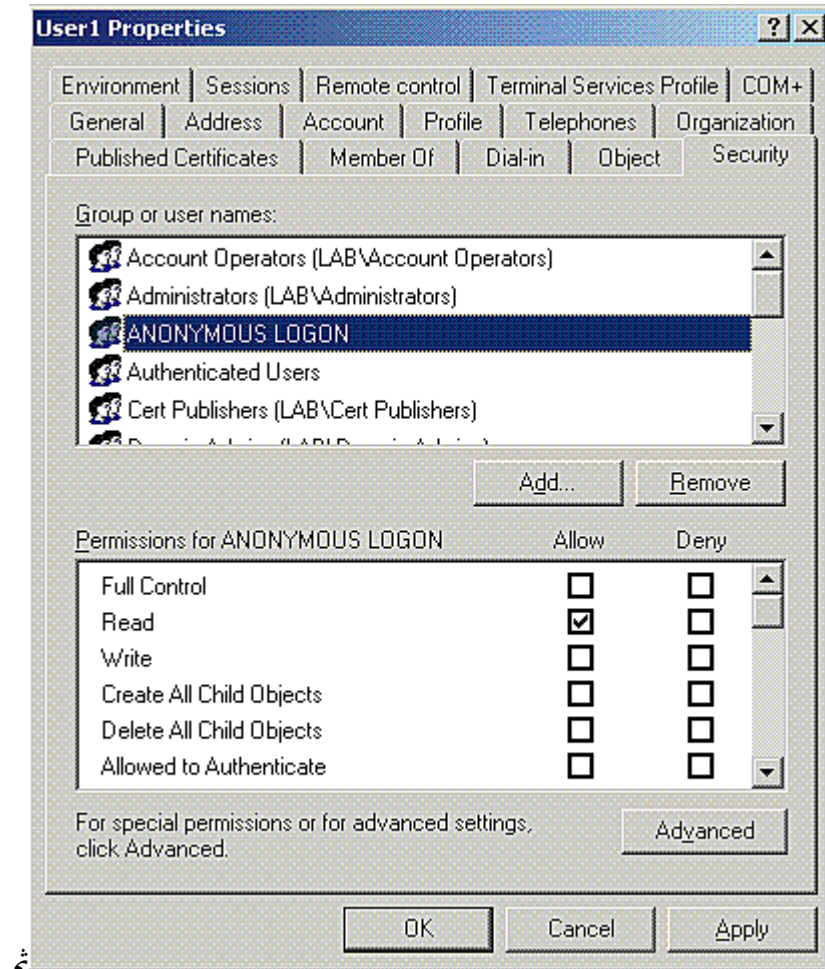 User1 Properties
Environment Sessions Remote control Terminal Services Profile COM+
General Address Account Profile Telephones Organization
Published Certificates Member Of Dial-in Object Security
Group or user names:
Account Operators (LAB\Account Operators)
Administrators (LAB\Administrators)
ANONYMOUS LOGON
Authenticated Users
Cert Publishers (LAB\Cert Publishers)
Add... Remove
Permissions for ANONYMOUS LOGON Allow Deny
Full Control
Read
Write
Create All Child Objects
Delete All Child Objects
Allowed to Authenticate
For special permissions or for advanced settings,
click Advanced.
Advanced
OK Cancel Apply